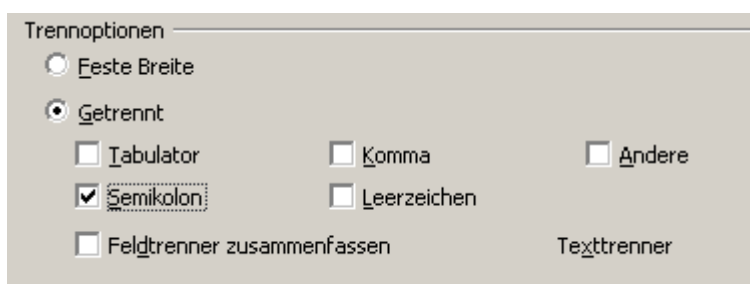 Trennoptionen
Feste Breite
Getrennt
Tabulator Komma Andere
Semikolon Leerzeichen
Feldtrenner zusammenfassen Texttrenner